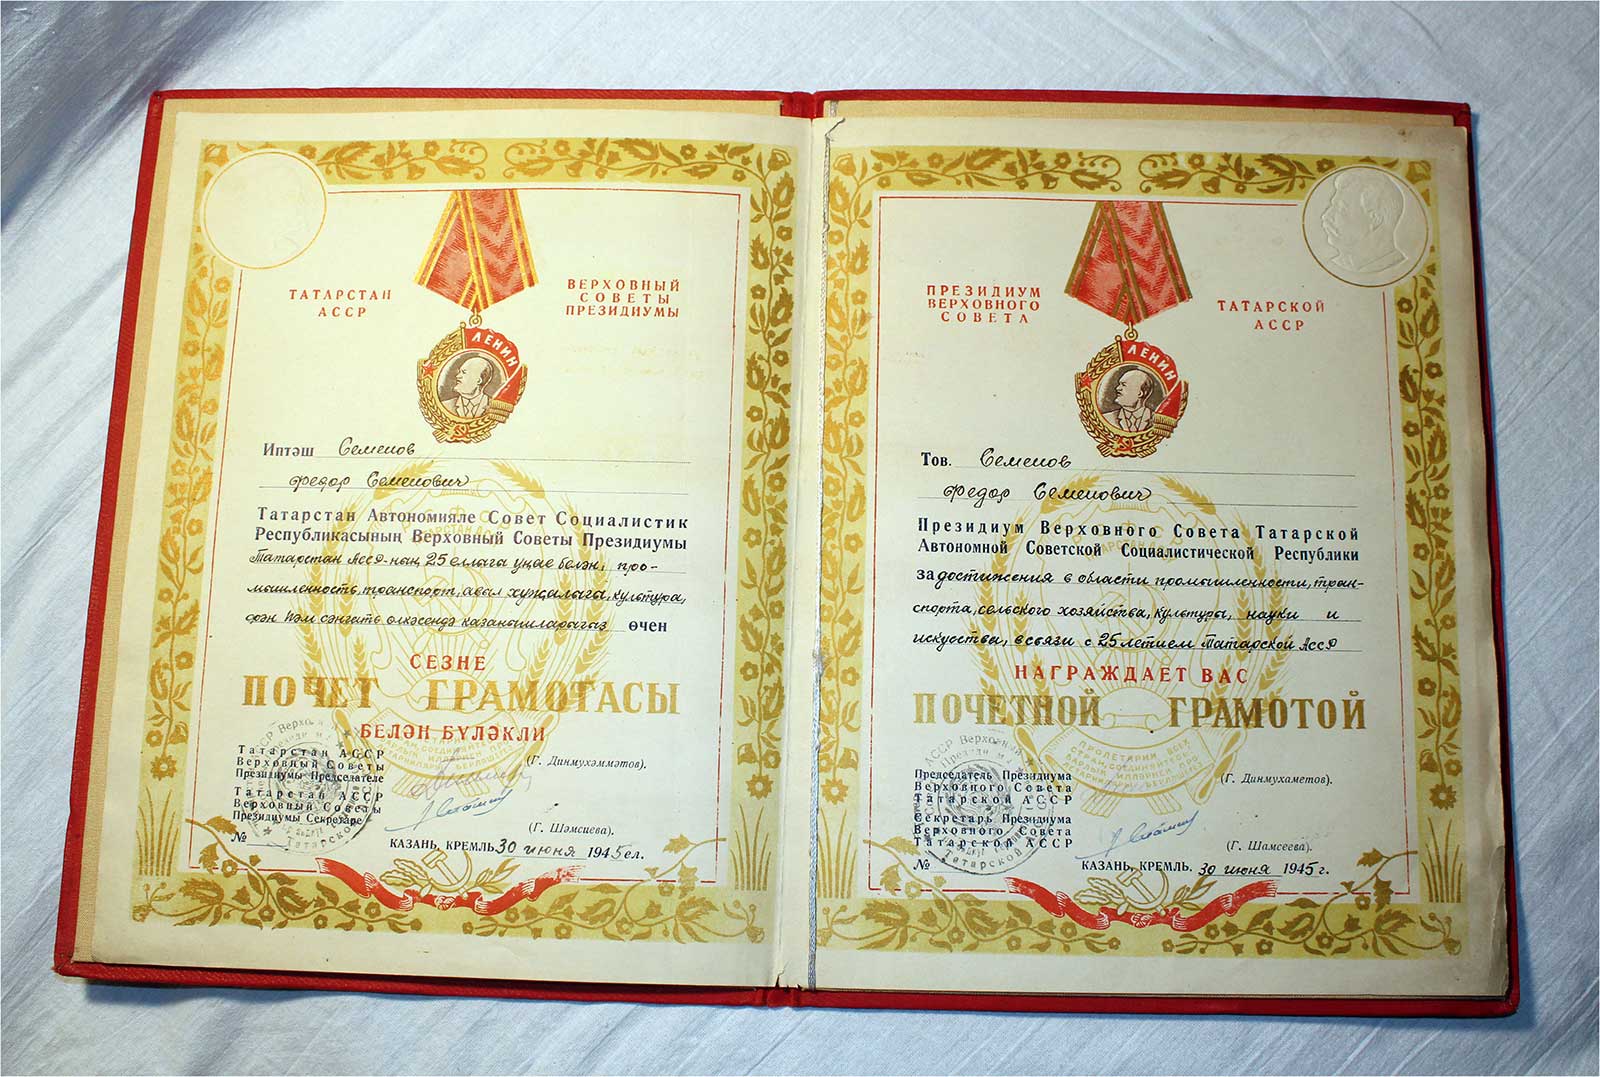 ТАТАРСТАН
АССР
ВЕРХОВНЫЙ
СОВЕТЫ
ПРЕЗИДИУМЫ
ЛЕНИН
Иптәш Семенов
Федор Семенович
Татарстан Автономияле Совет Социалистик
Республикасының Верховный Советы Президиумы
Татарстан АССР-ның 25 еллыга уңае белән, про-
мышленность, транспорт, авыл хуҗалыгы, культура,
фән һәм сәнгать өлкәсендә казанышларыгыз өчен
СЕЗНЕ
ПОЧЕТ ГРАМОТАСЫ
БЕЛӘН БҮЛӘКЛИ
Татарстан АССР
Верховный Советы
Президиумы Председателе
(Г. Динмухәммәтов).
Татарстан АССР
Верховный Советы
Президиумы Секретаре
(Г. Шәмсиева).
№
КАЗАНЬ, КРЕМЛЬ 30 июня 1945 ел.
ПРЕЗИДИУМ
ВЕРХОВНОГО
СОВЕТА
ТАТАРСКОЙ
АССР
ЛЕНИН
Тов. Семенов
Федор Семенович
Президиум Верховного Совета Татарской
Автономной Советской Социалистической Республики
за достижения в области промышленности, тран-
спорта, сельского хозяйства, культуры, науки и
искусства, в связи с 25 летием Татарской АССР
НАГРАЖДАЕТ ВАС
ПОЧЕТНОЙ ГРАМОТОЙ
ПРОЛЕТАРИИ ВСЕХ
СТРАН, СОЕДИНЯЙТЕСЬ
Председатель Президиума
Верховного Совета
Татарской АССР
(Г. Динмухаметов).
Секретарь Президиума
Верховного Совета
Татарской АССР
(Г. Шамсеева).
№
КАЗАНЬ, КРЕМЛЬ. 30 июня 1945 г.